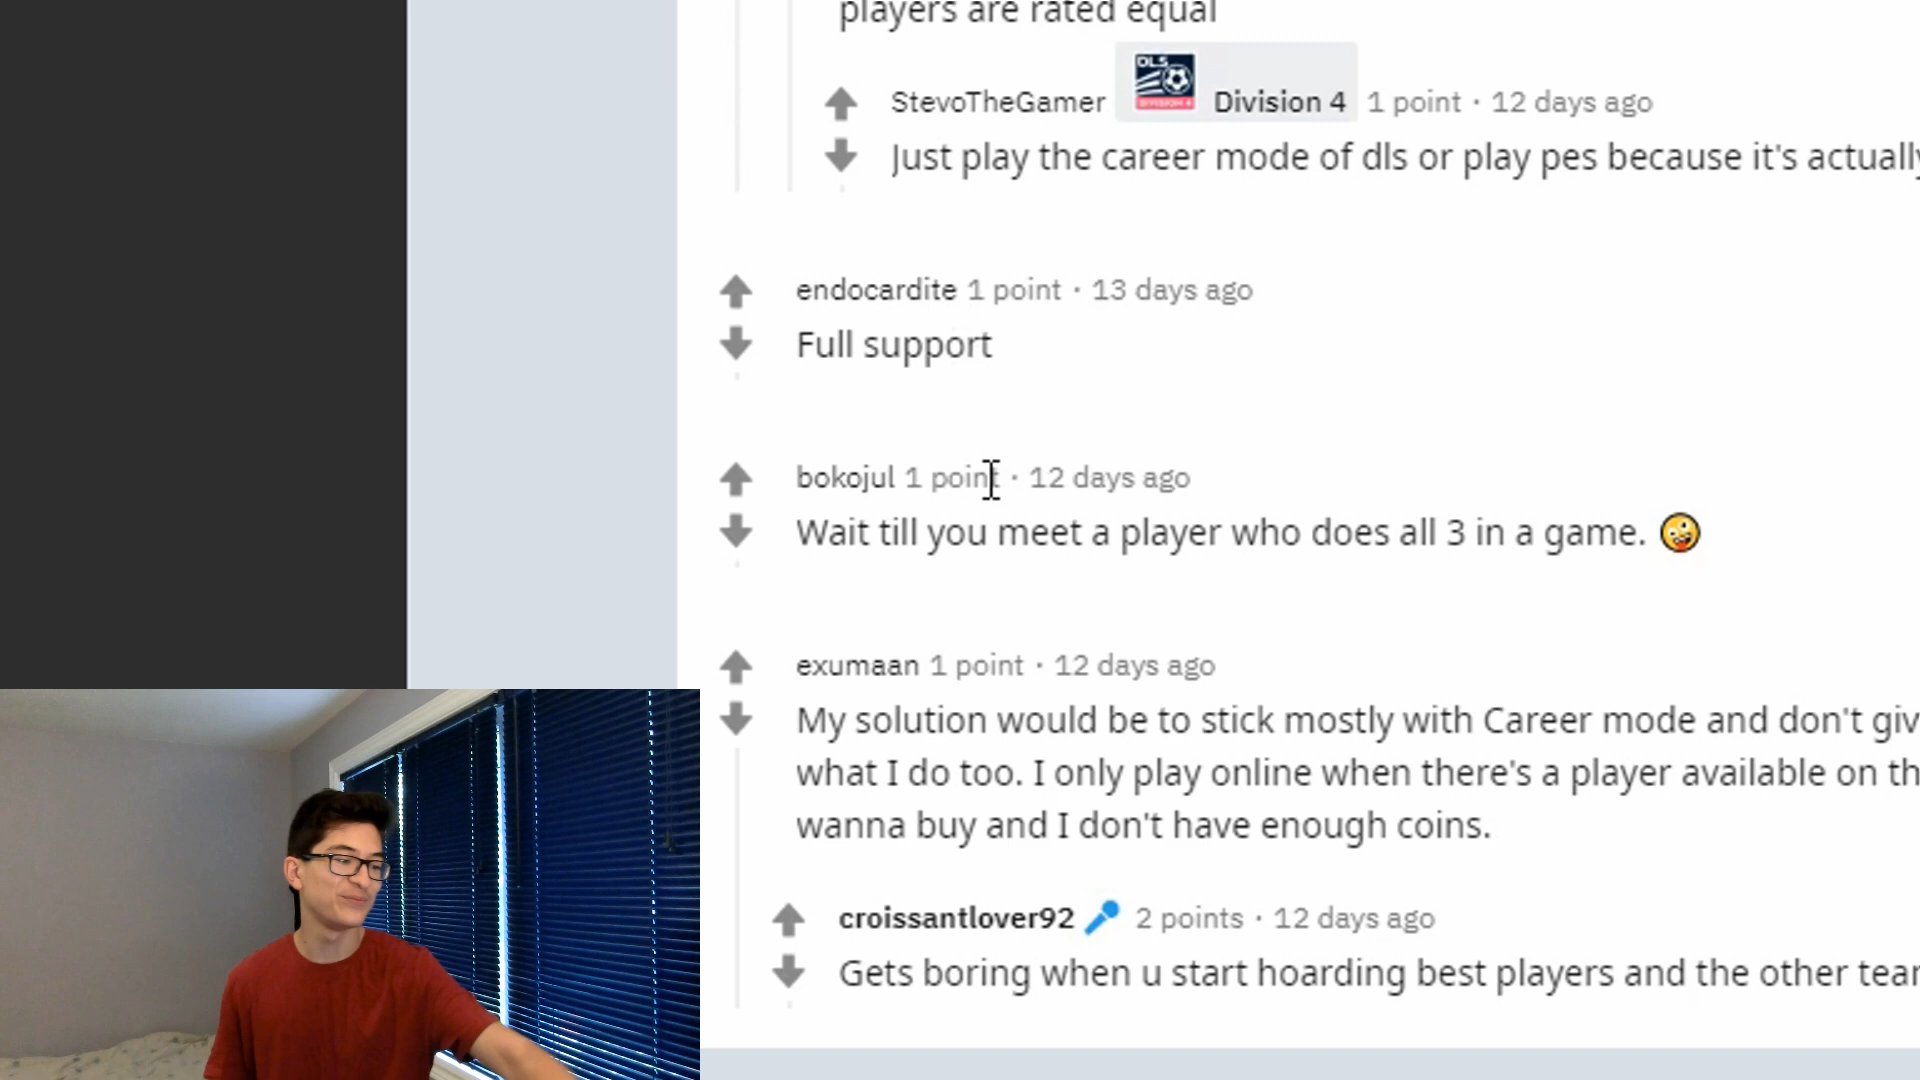 players are rated equal
DLS
DIVISION 4
StevoTheGamer Division 4 1 point · 12 days ago
Just play the career mode of dls or play pes because it's actually
endocardite 1 point · 13 days ago
Full support
bokojul 1 point · 12 days ago
Wait till you meet a player who does all 3 in a game. 🤪
exumaan 1 point · 12 days ago
My solution would be to stick mostly with Career mode and don't giv
what I do too. I only play online when there's a player available on th
wanna buy and I don't have enough coins.
croissantlover92 🎤 2 points · 12 days ago
Gets boring when u start hoarding best players and the other tea